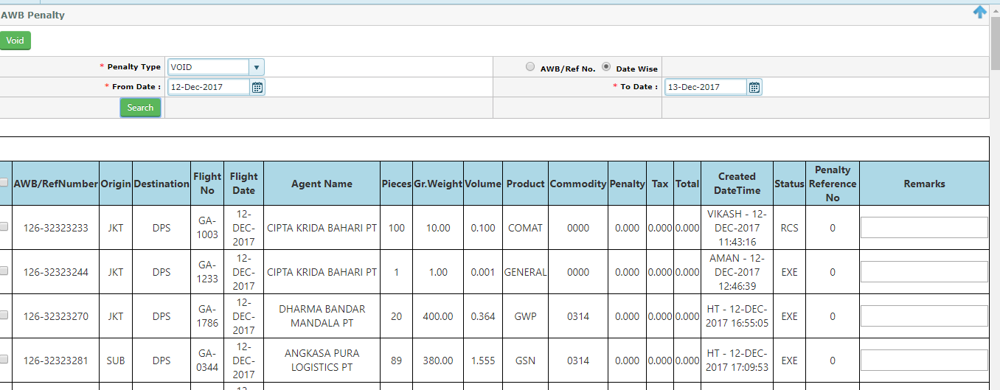 AWB Penalty
Void
* Penalty Type VOID AWB/Ref No. Date Wise
* From Date : 12-Dec-2017 * To Date : 13-Dec-2017
Search
AWB/RefNumber Origin Destination Flight No Flight Date Agent Name Pieces Gr.Weight Volume Product Commodity Penalty Tax Total Created DateTime Status Penalty Reference No Remarks
126-32323233 JKT DPS GA-1003 12-DEC-2017 CIPTA KRIDA BAHARI PT 100 10.00 0.100 COMAT 0000 0.000 0.000 0.000 VIKASH - 12-DEC-2017 11:43:16 RCS 0
126-32323244 JKT DPS GA-1233 12-DEC-2017 CIPTA KRIDA BAHARI PT 1 1.00 0.001 GENERAL 0000 0.000 0.000 0.000 AMAN - 12-DEC-2017 12:46:39 EXE 0
126-32323270 JKT DPS GA-1786 12-DEC-2017 DHARMA BANDAR MANDALA PT 20 400.00 0.364 GWP 0314 0.000 0.000 0.000 HT - 12-DEC-2017 16:55:05 EXE 0
126-32323281 SUB DPS GA-0344 12-DEC-2017 ANGKASA PURA LOGISTICS PT 89 380.00 1.555 GSN 0314 0.000 0.000 0.000 HT - 12-DEC-2017 17:09:53 EXE 0